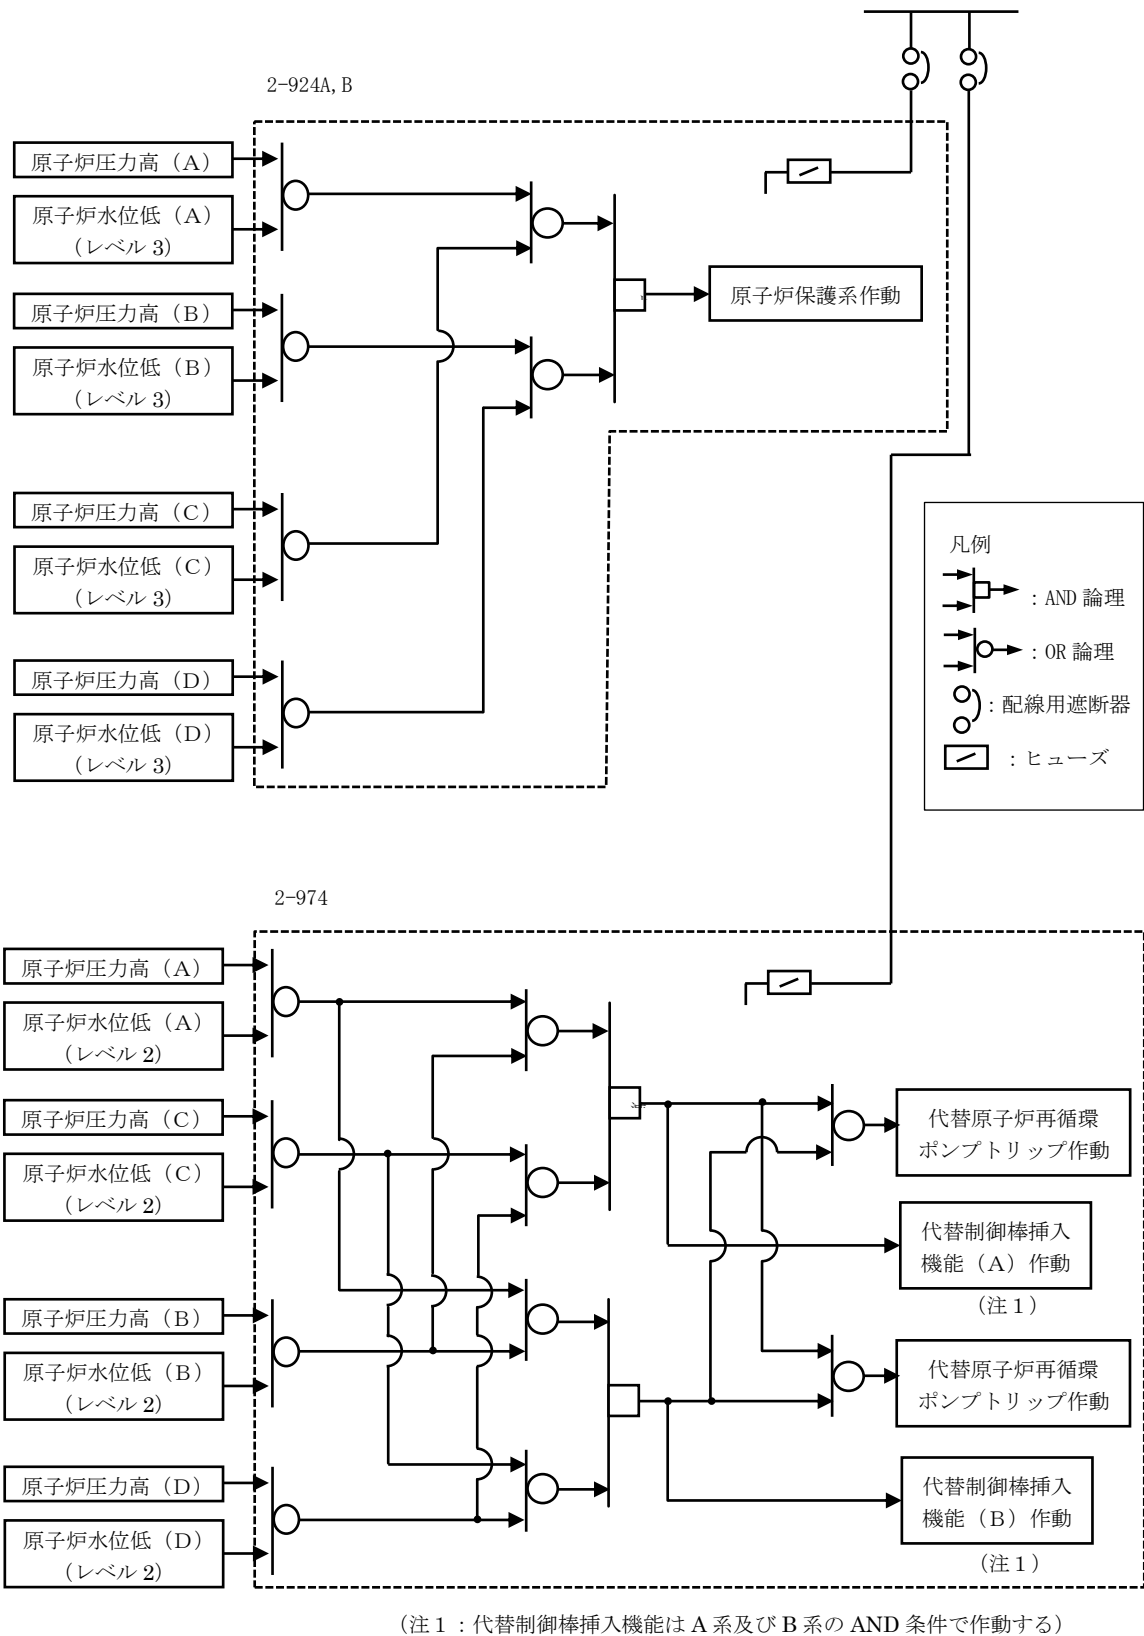 2-924A,B
原子炉圧力高（A）
原子炉水位低（A）
（レベル 3）
原子炉圧力高（B）
原子炉水位低（B）
（レベル 3）
原子炉圧力高（C）
原子炉水位低（C）
（レベル 3）
原子炉圧力高（D）
原子炉水位低（D）
（レベル 3）
原子炉保護系作動
凡例
：AND 論理
：OR 論理
：配線用遮断器
：ヒューズ
2-974
原子炉圧力高（A）
原子炉水位低（A）
（レベル 2）
原子炉圧力高（C）
原子炉水位低（C）
（レベル 2）
原子炉圧力高（B）
原子炉水位低（B）
（レベル 2）
原子炉圧力高（D）
原子炉水位低（D）
（レベル 2）
代替原子炉再循環
ポンプトリップ作動
代替制御棒挿入
機能（A）作動
（注１）
代替原子炉再循環
ポンプトリップ作動
代替制御棒挿入
機能（B）作動
（注１）
（注１：代替制御棒挿入機能は A 系及び B 系の AND 条件で作動する）